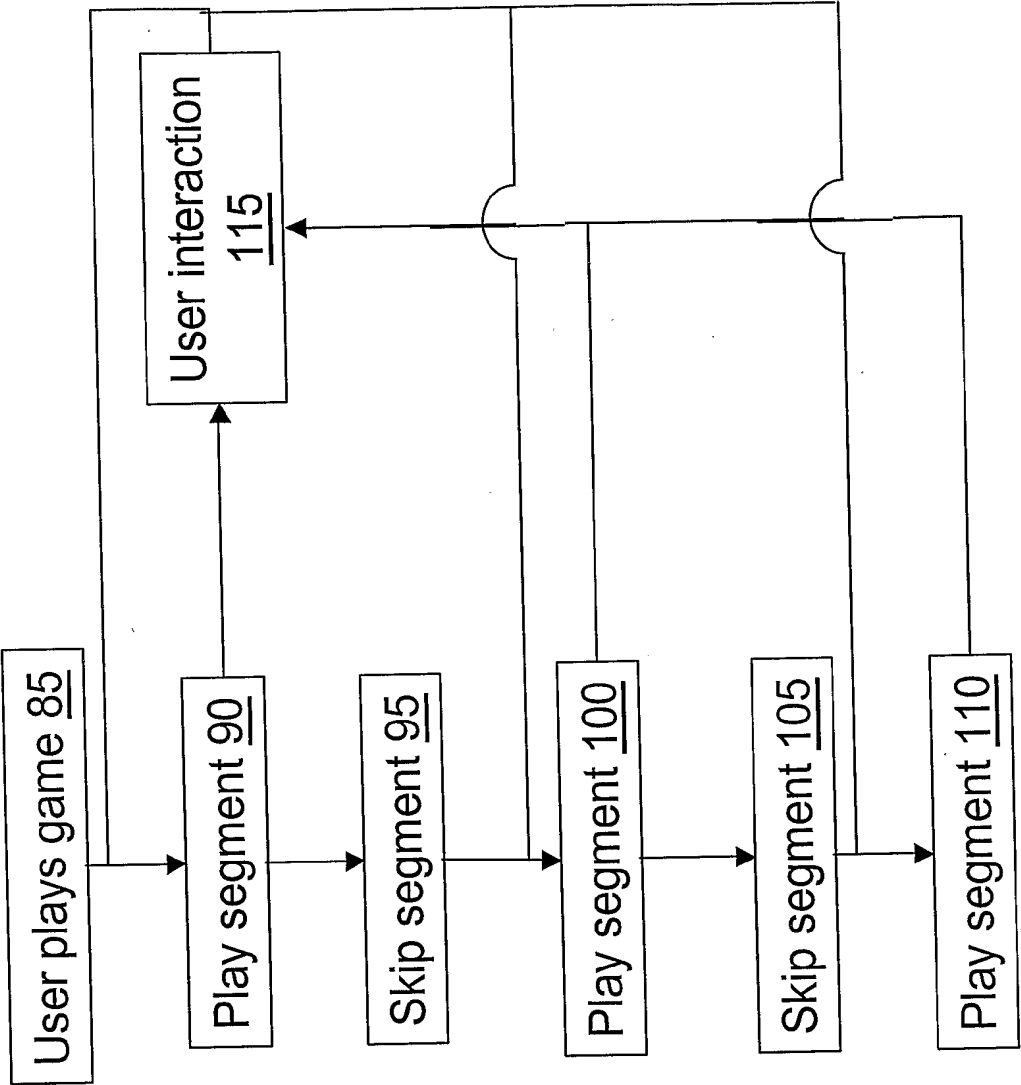 User plays game 85
Play segment 90
Skip segment 95
Play segment 100
Skip segment 105
Play segment 110
User interaction
115